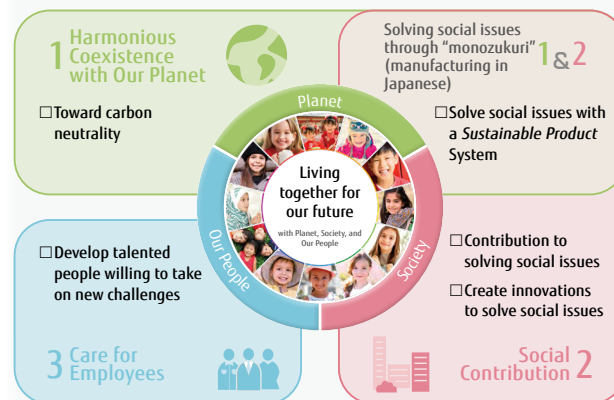 1 Harmonious
Coexistence
with Our Planet
□Toward carbon
neutrality
Solving social issues
through “monozukuri”
(manufacturing in
Japanese)
1 & 2
□Solve social issues with
a Sustainable Product
System
Planet
Living
together for
our future
with Planet, Society, and
Our People
Our People
Society
□Develop talented
people willing to take
on new challenges
3 Care for
Employees
□Contribution to
solving social issues
□Create innovations
to solve social issues
Social
Contribution 2